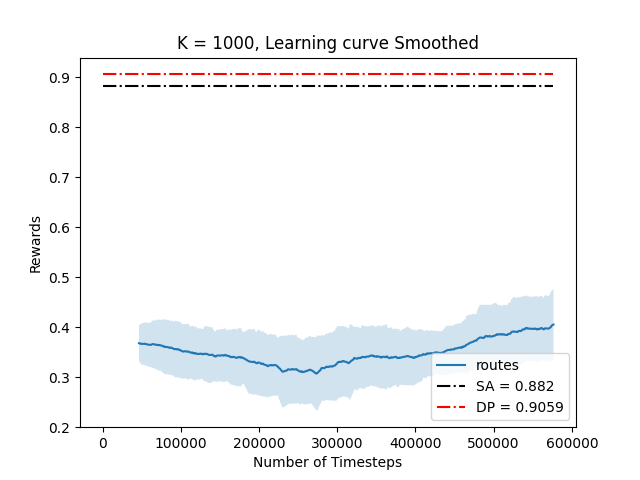 K = 1000, Learning curve Smoothed
Rewards
0.9
0.8
0.7
0.6
0.5
0.4
0.3
0.2
routes
SA = 0.882
DP = 0.9059
0 100000 200000 300000 400000 500000 600000
Number of Timesteps